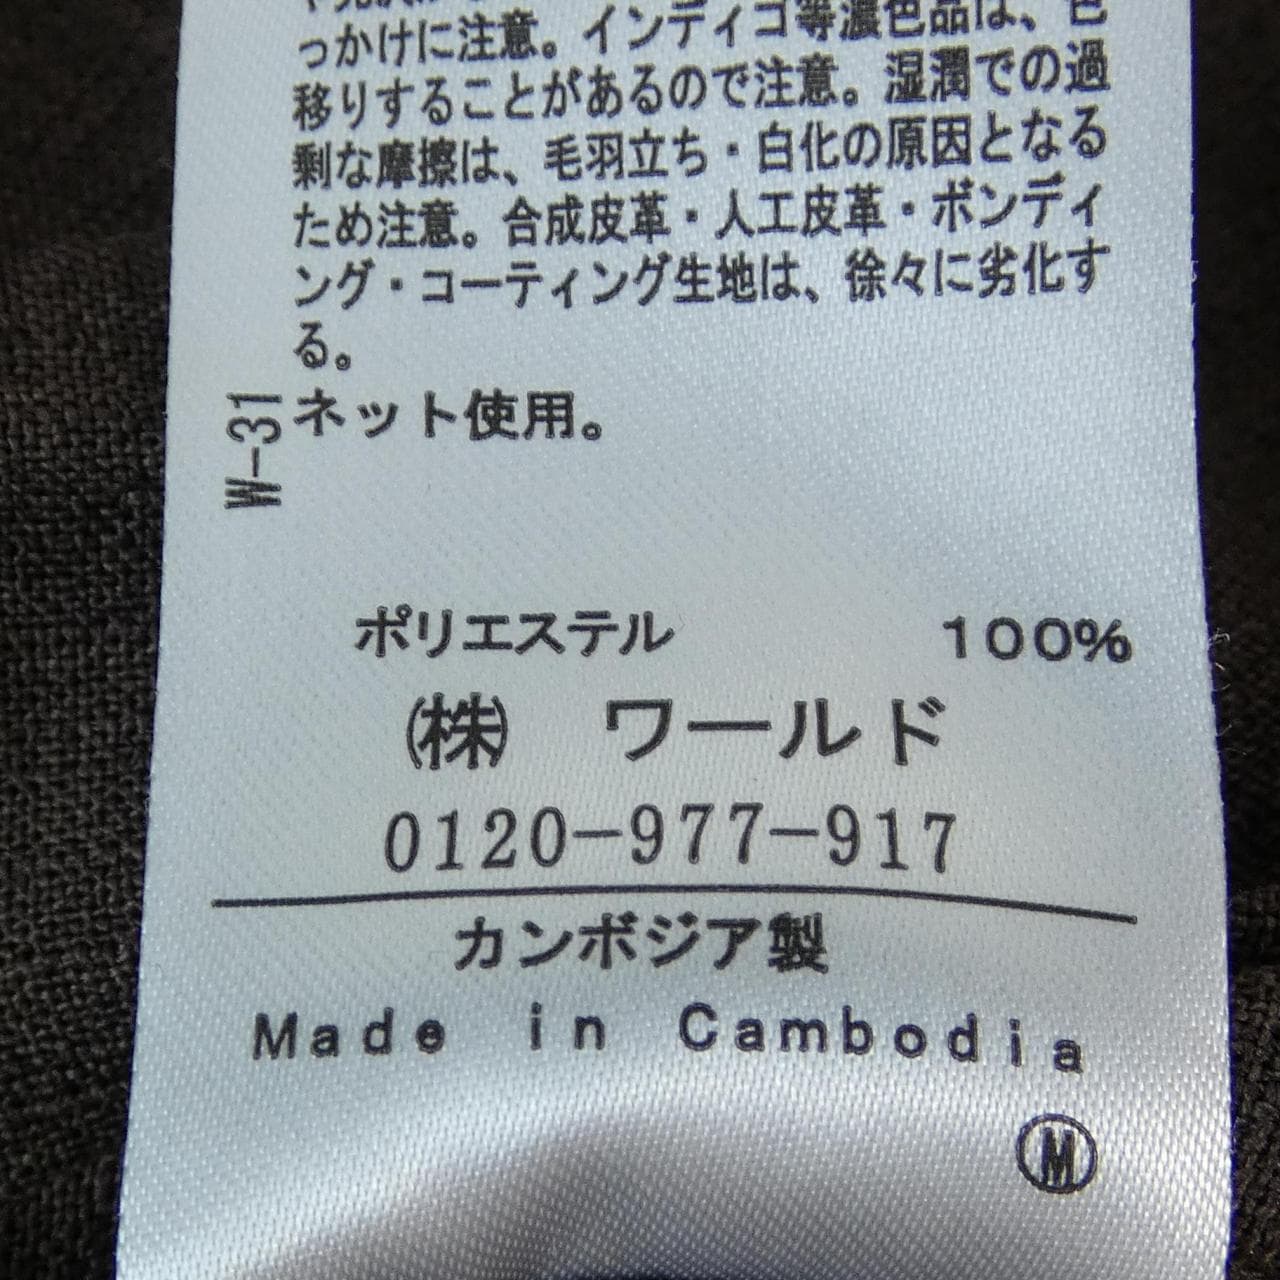 っかけに注意。インディゴ等濃色品は、色
移りすることがあるので注意。湿潤での過
剰な摩擦は、毛羽立ち・白化の原因となる
ため注意。合成皮革・人工皮革・ボンディ
ング・コーティング生地は、徐々に劣化す
る。
ネット使用。
W-31
ポリエステル 100%
(株) ワールド
0120-977-917
カンボジア製
Made in Cambodia
M